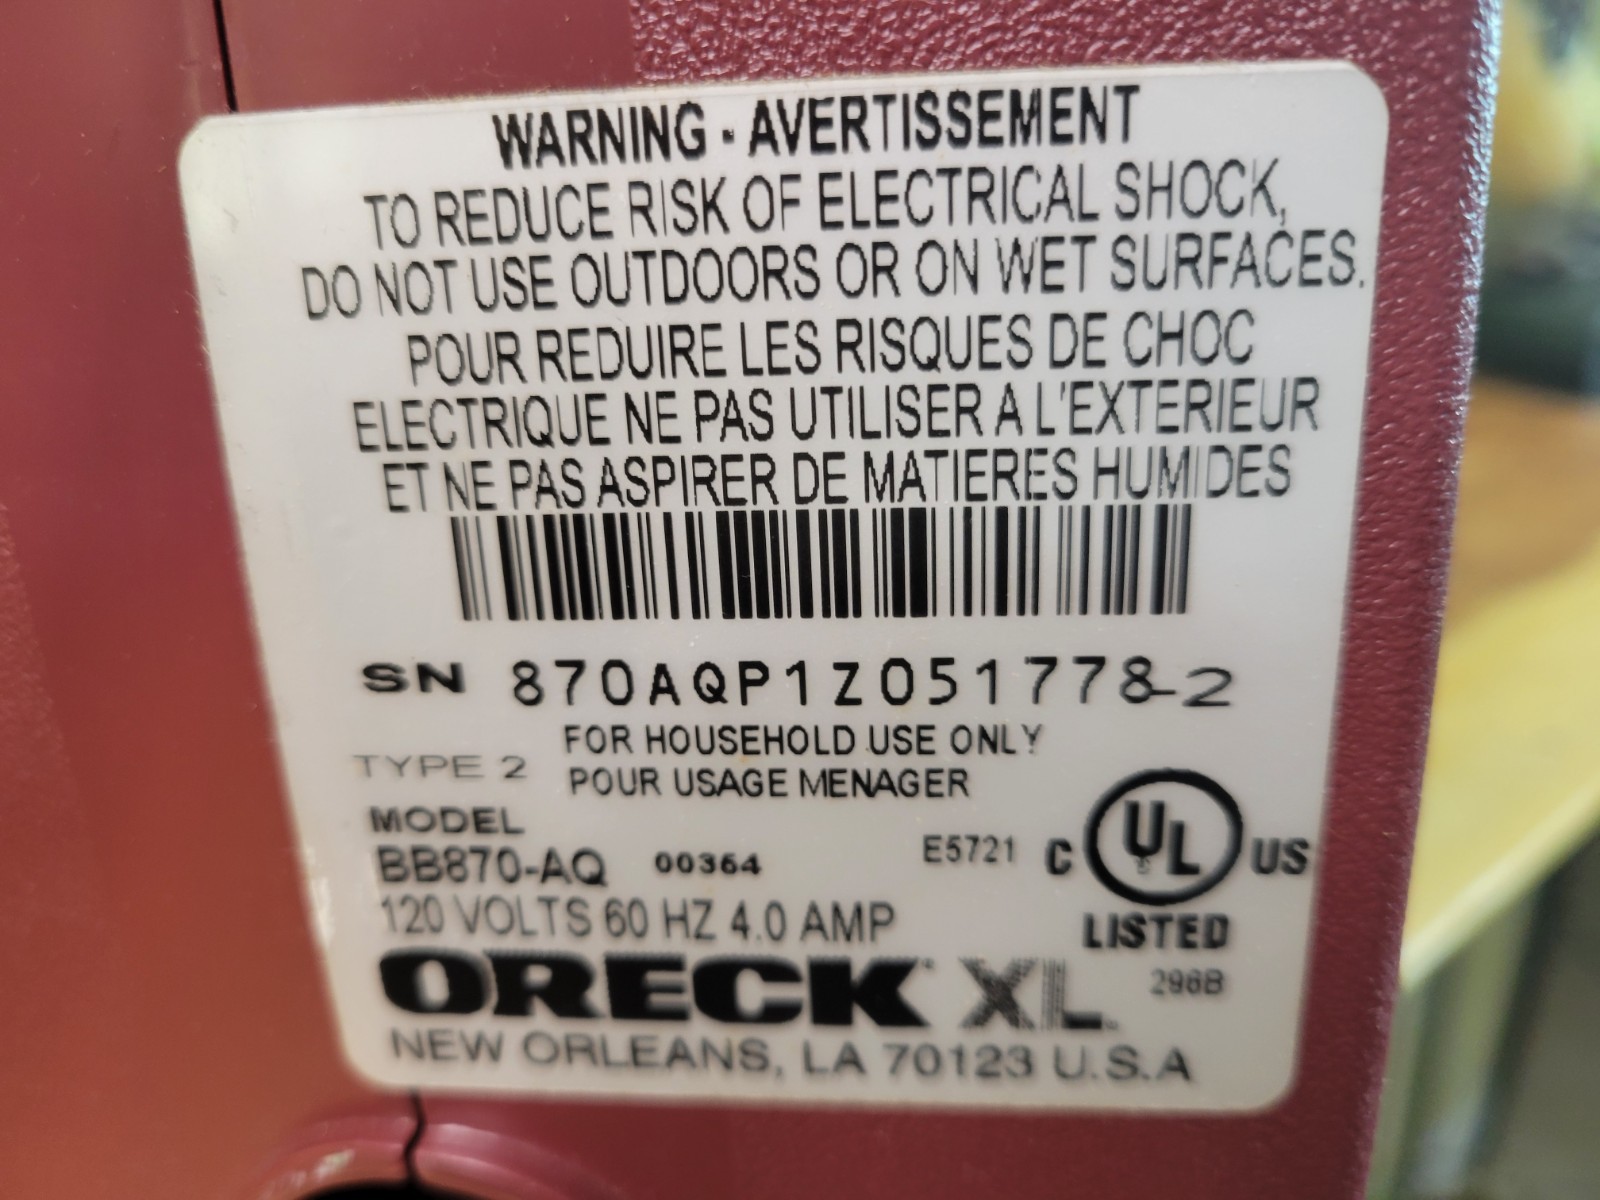 WARNING - AVERTISSEMENT
TO REDUCE RISK OF ELECTRICAL SHOCK,
DO NOT USE OUTDOORS OR ON WET SURFACES.
POUR REDUIRE LES RISQUES DE CHOC
ELECTRIQUE NE PAS UTILISER A L'EXTERIEUR
ET NE PAS ASPIRER DE MATIERES HUMIDES
SN 870AQP1Z051778-2
FOR HOUSEHOLD USE ONLY
TYPE 2 POUR USAGE MENAGER
MODEL
BB870-AQ 00364 E5721 C UL US
120 VOLTS 60 HZ 4.0 AMP LISTED
ORECK XL 296B
NEW ORLEANS, LA 70123 U.S.A